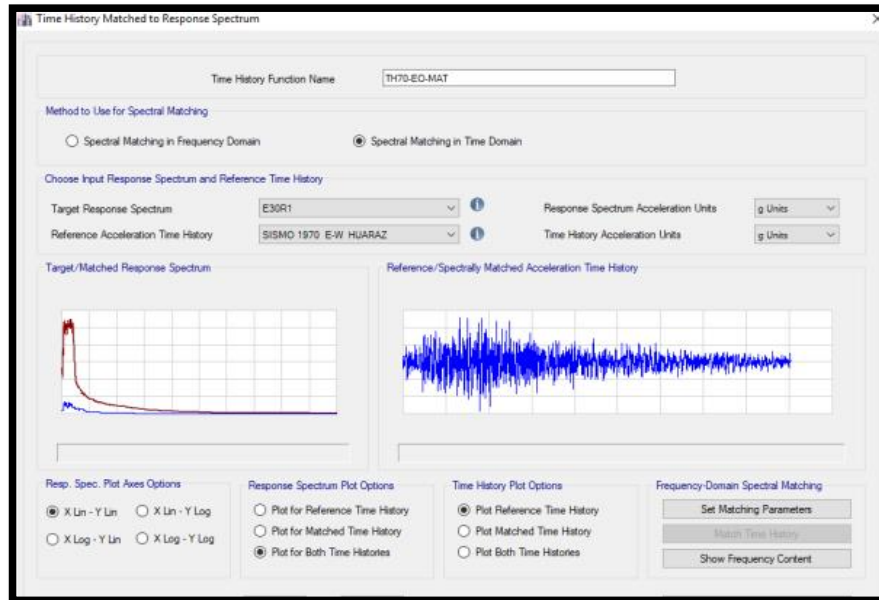 Time History Matched to Response Spectrum
Time History Function Name TH70-EO-MAT
Method to Use for Spectral Matching
Spectral Matching in Frequency Domain Spectral Matching in Time Domain
Choose Input Response Spectrum and Reference Time History
Target Response Spectrum E30R1 Response Spectrum Acceleration Units g Units
Reference Acceleration Time History SISMO 1970 E-W HUARAZ Time History Acceleration Units g Units
Target/Matched Response Spectrum Reference/Spectrally Matched Acceleration Time History
Resp. Spec. Plot Axes Options Response Spectrum Plot Options Time History Plot Options Frequency-Domain Spectral Matching
X Lin - Y Lin X Lin - Y Log Plot for Reference Time History Plot Reference Time History Set Matching Parameters
Plot for Matched Time History Plot Matched Time History Match Time History
X Log - Y Lin X Log - Y Log Plot for Both Time Histories Plot Both Time Histories Show Frequency Content